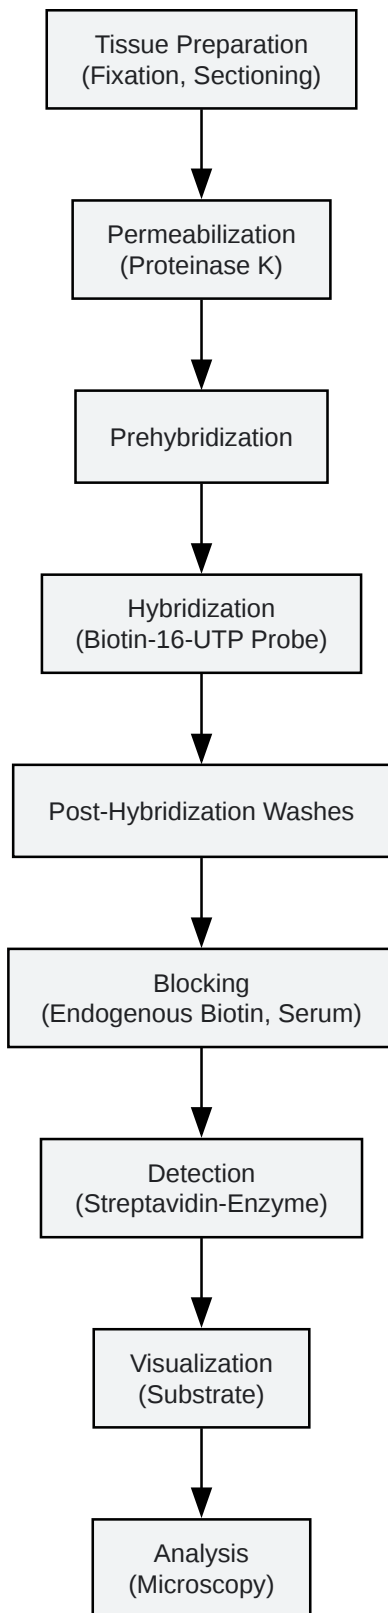 Tissue Preparation
(Fixation, Sectioning)
Permeabilization
(Proteinase K)
Prehybridization
Hybridization
(Biotin-16-UTP Probe)
Post-Hybridization Washes
Blocking
(Endogenous Biotin, Serum)
Detection
(Streptavidin-Enzyme)
Visualization
(Substrate)
Analysis
(Microscopy)